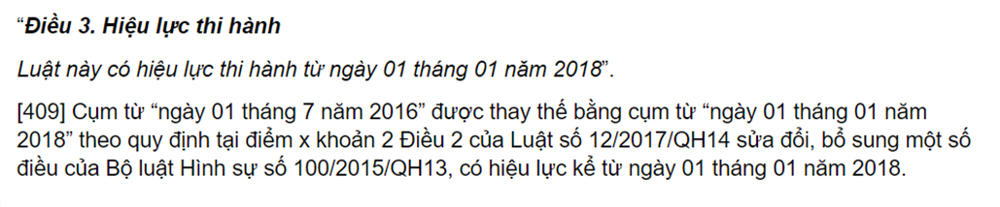 “Điều 3. Hiệu lực thi hành
Luật này có hiệu lực thi hành từ ngày 01 tháng 01 năm 2018”.
[409] Cụm từ “ngày 01 tháng 7 năm 2016” được thay thế bằng cụm từ “ngày 01 tháng 01 năm
2018” theo quy định tại điểm x khoản 2 Điều 2 của Luật số 12/2017/QH14 sửa đổi, bổ sung một số
điều của Bộ luật Hình sự số 100/2015/QH13, có hiệu lực kể từ ngày 01 tháng 01 năm 2018.